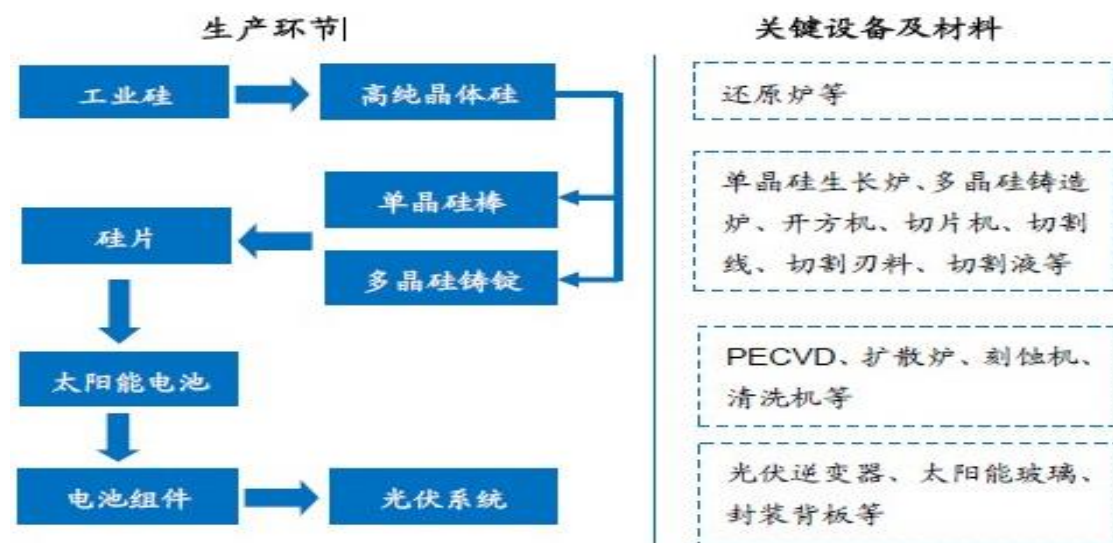 生产环节
关键设备及材料
工业硅
高纯晶体硅
还原炉等
单晶硅棒
硅片
多晶硅铸锭
单晶硅生长炉、多晶硅铸造
炉、开方机、切片机、切割
线、切割刃料、切割液等
太阳能电池
PECVD、扩散炉、刻蚀机、
清洗机等
电池组件
光伏系统
光伏逆变器、太阳能玻璃、
封装背板等